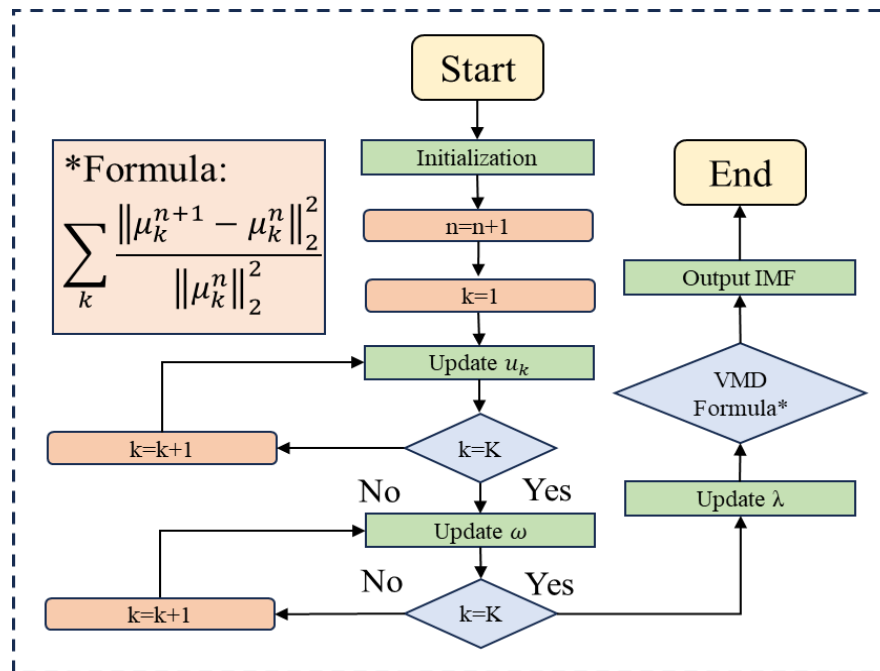 Start
Initialization
*Formula:
∑_k ‖μ_k^{n+1} − μ_k^n‖_2^2 / ‖μ_k^n‖_2^2
n=n+1
k=1
Update u_k
k=K
k=k+1
No
Yes
Update ω
k=K
k=k+1
No
Yes
Update λ
VMD
Formula*
Output IMF
End